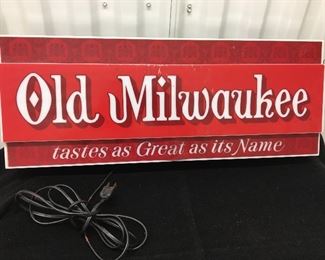 Old Milwaukee
tastes as Great as its Name